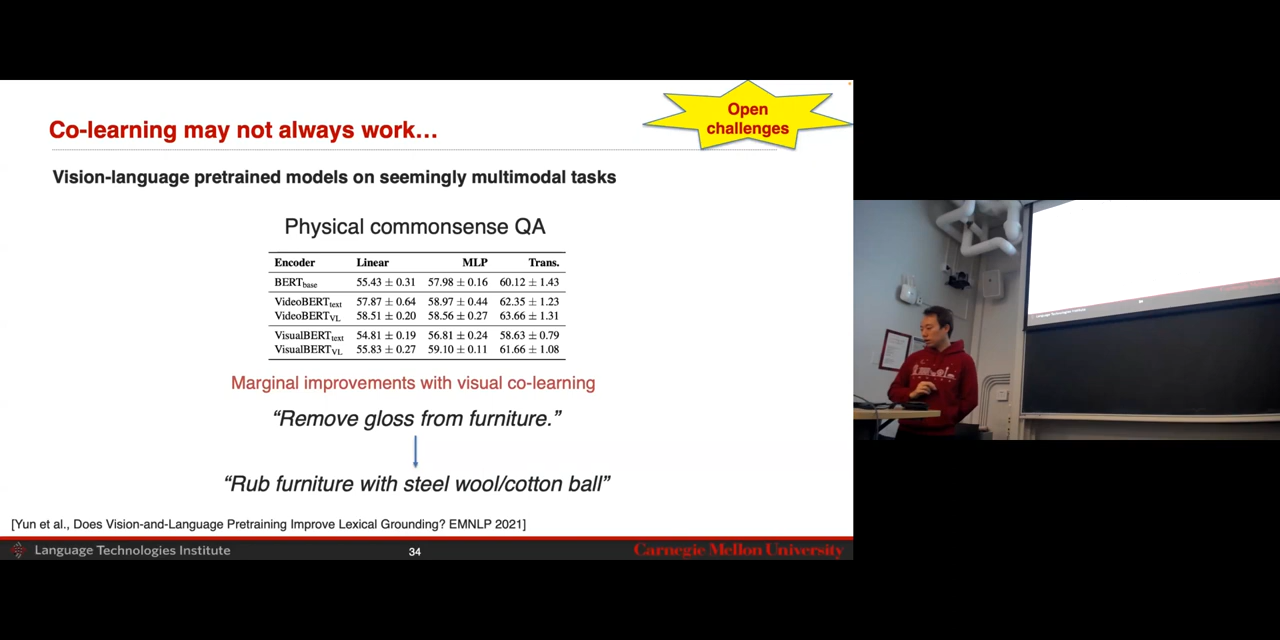 Open
challenges
Co-learning may not always work…
Vision-language pretrained models on seemingly multimodal tasks
Physical commonsense QA
Encoder Linear MLP Trans.
BERTbase 55.43 ± 0.31 57.98 ± 0.16 60.12 ± 1.43
VideoBERTtext 57.87 ± 0.64 58.97 ± 0.44 62.35 ± 1.23
VideoBERTVL 58.51 ± 0.20 58.56 ± 0.27 63.66 ± 1.31
VisualBERTtext 54.81 ± 0.19 56.81 ± 0.24 58.63 ± 0.79
VisualBERTVL 55.83 ± 0.27 59.10 ± 0.11 61.66 ± 1.08
Marginal improvements with visual co-learning
“Remove gloss from furniture.”
“Rub furniture with steel wool/cotton ball”
[Yun et al., Does Vision-and-Language Pretraining Improve Lexical Grounding? EMNLP 2021]
Language Technologies Institute 34 Carnegie Mellon University